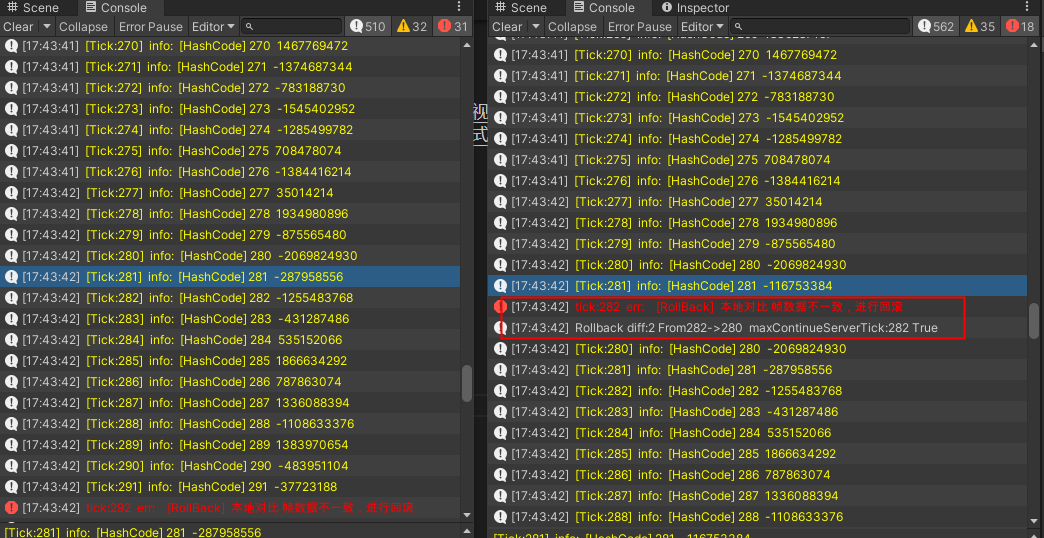 Scene
Console
Clear
Collapse
Error Pause
Editor
510
32
31
[17:43:41] [Tick:270] info: [HashCode] 270 1467769472
[17:43:41] [Tick:271] info: [HashCode] 271 -1374687344
[17:43:41] [Tick:272] info: [HashCode] 272 -783188730
[17:43:41] [Tick:273] info: [HashCode] 273 -1545402952
[17:43:41] [Tick:274] info: [HashCode] 274 -1285499782
[17:43:41] [Tick:275] info: [HashCode] 275 708478074
[17:43:41] [Tick:276] info: [HashCode] 276 -1384416214
[17:43:42] [Tick:277] info: [HashCode] 277 35014214
[17:43:42] [Tick:278] info: [HashCode] 278 1934980896
[17:43:42] [Tick:279] info: [HashCode] 279 -875565480
[17:43:42] [Tick:280] info: [HashCode] 280 -2069824930
[17:43:42] [Tick:281] info: [HashCode] 281 -287958556
[17:43:42] [Tick:282] info: [HashCode] 282 -1255483768
[17:43:42] [Tick:283] info: [HashCode] 283 -431287486
[17:43:42] [Tick:284] info: [HashCode] 284 535152066
[17:43:42] [Tick:285] info: [HashCode] 285 1866634292
[17:43:42] [Tick:286] info: [HashCode] 286 787863074
[17:43:42] [Tick:287] info: [HashCode] 287 1336088394
[17:43:42] [Tick:288] info: [HashCode] 288 -1108633376
[17:43:42] [Tick:289] info: [HashCode] 289 1383970654
[17:43:42] [Tick:290] info: [HashCode] 290 -483951104
[17:43:42] [Tick:291] info: [HashCode] 291 -37723188
[17:43:42] tick:292 err: [RollBack] 本地对比 帧数据不一致，进行回滚
[Tick:281] info: [HashCode] 281 -287958556
视
式
Scene
Console
Inspector
Clear
Collapse
Error Pause
Editor
562
35
18
[17:43:41] [Tick:270] info: [HashCode] 270 1467769472
[17:43:41] [Tick:271] info: [HashCode] 271 -1374687344
[17:43:41] [Tick:272] info: [HashCode] 272 -783188730
[17:43:41] [Tick:273] info: [HashCode] 273 -1545402952
[17:43:41] [Tick:274] info: [HashCode] 274 -1285499782
[17:43:41] [Tick:275] info: [HashCode] 275 708478074
[17:43:41] [Tick:276] info: [HashCode] 276 -1384416214
[17:43:42] [Tick:277] info: [HashCode] 277 35014214
[17:43:42] [Tick:278] info: [HashCode] 278 1934980896
[17:43:42] [Tick:279] info: [HashCode] 279 -875565480
[17:43:42] [Tick:280] info: [HashCode] 280 -2069824930
[17:43:42] [Tick:281] info: [HashCode] 281 -116753384
[17:43:42] tick:282 err: [RollBack] 本地对比 帧数据不一致，进行回滚
[17:43:42] Rollback diff:2 From282->280 maxContinueServerTick:282 True
[17:43:42] [Tick:280] info: [HashCode] 280 -2069824930
[17:43:42] [Tick:281] info: [HashCode] 281 -287958556
[17:43:42] [Tick:282] info: [HashCode] 282 -1255483768
[17:43:42] [Tick:283] info: [HashCode] 283 -431287486
[17:43:42] [Tick:284] info: [HashCode] 284 535152066
[17:43:42] [Tick:285] info: [HashCode] 285 1866634292
[17:43:42] [Tick:286] info: [HashCode] 286 787863074
[17:43:42] [Tick:287] info: [HashCode] 287 1336088394
[17:43:42] [Tick:288] info: [HashCode] 288 -1108633376
[Tick:281] info: [HashCode] 281 -116753384